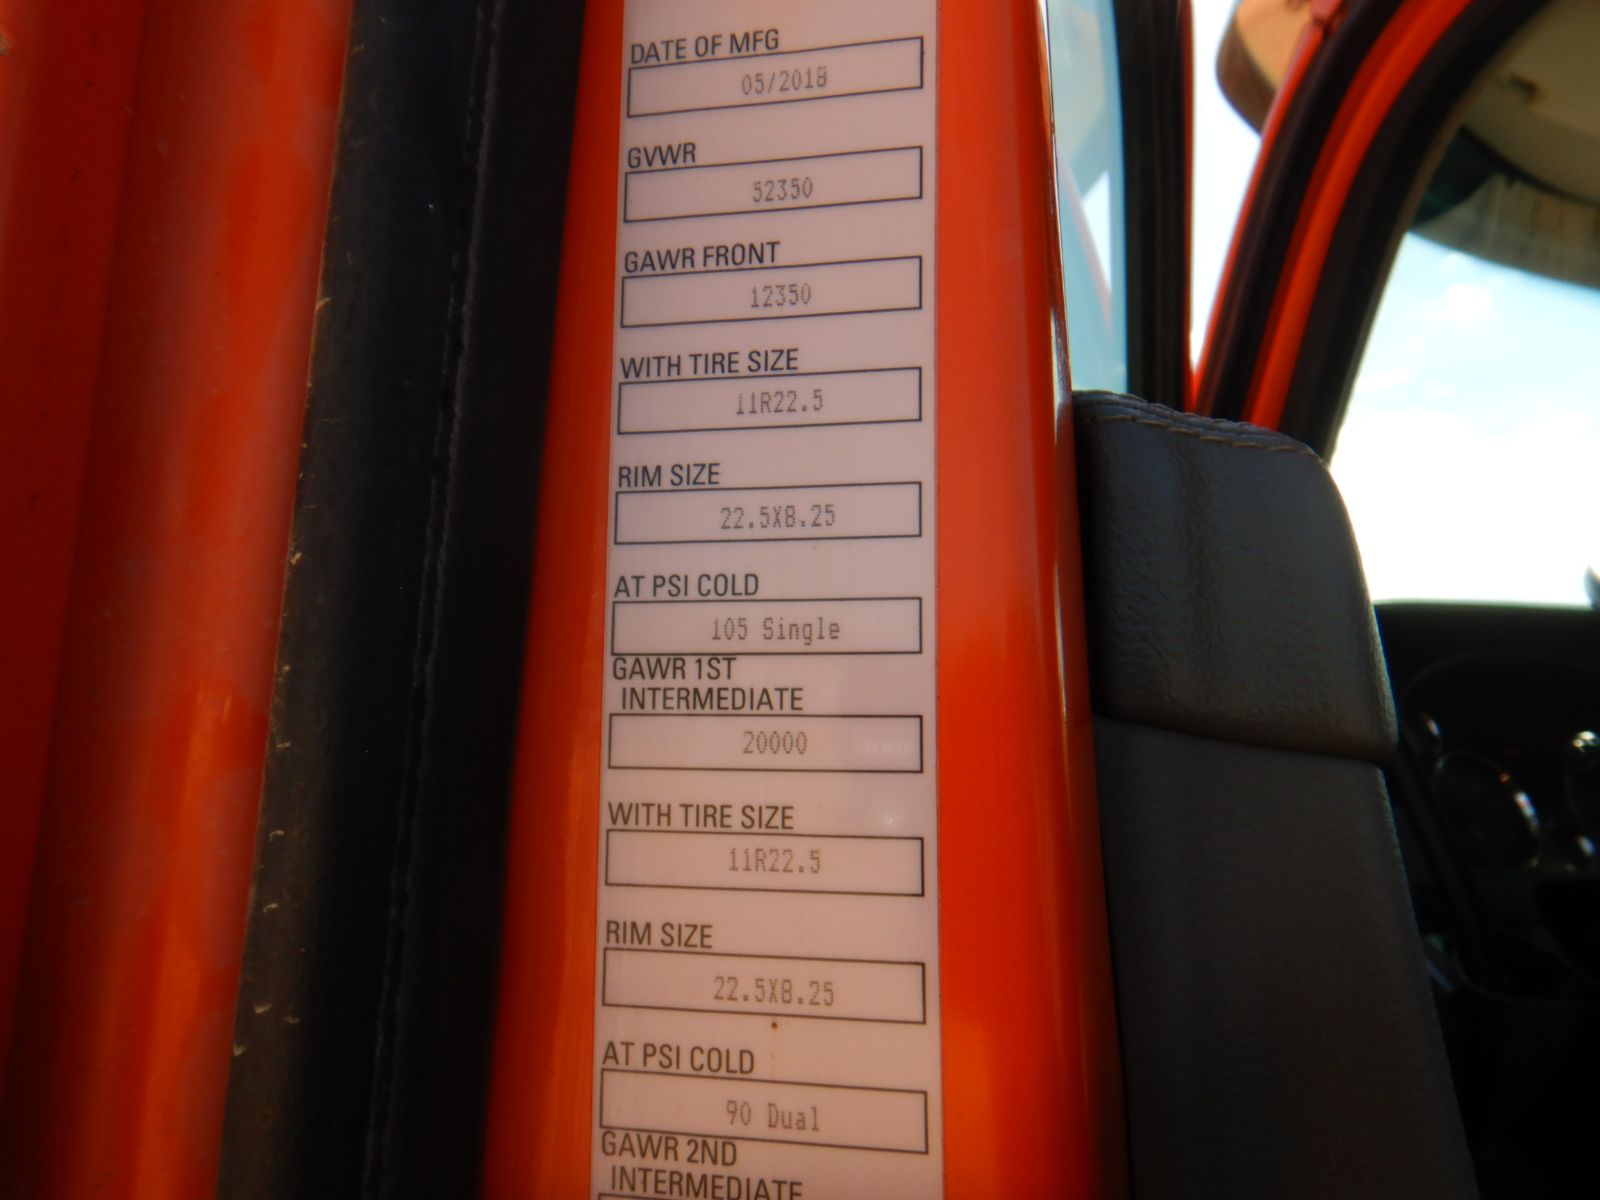 DATE OF MFG
05/2018
GVWR
52350
GAWR FRONT
12350
WITH TIRE SIZE
11R22.5
RIM SIZE
22.5X8.25
AT PSI COLD
105 Single
GAWR 1ST
INTERMEDIATE
20000
WITH TIRE SIZE
11R22.5
RIM SIZE
22.5X8.25
AT PSI COLD
90 Dual
GAWR 2ND
INTERMEDIATE